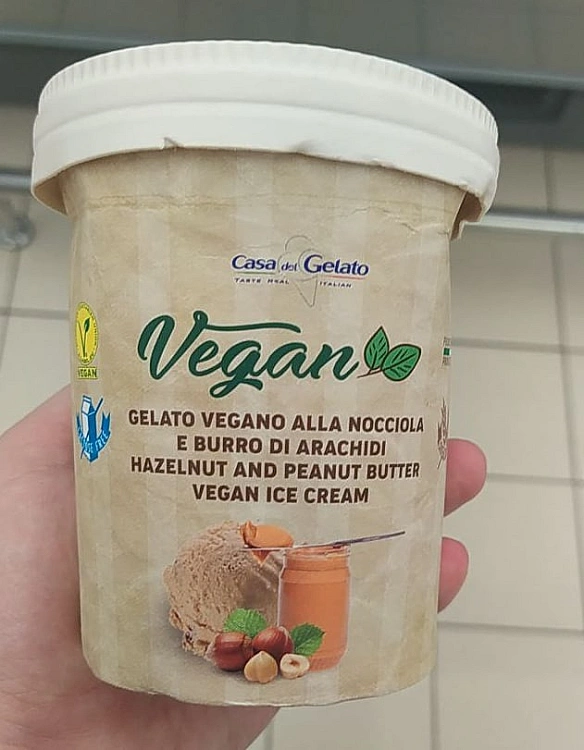 Casa del Gelato
TASTE REAL ITALIAN
Vegan
VEGAN
GELATO VEGANO ALLA NOCCIOLA
E BURRO DI ARACHIDI
HAZELNUT AND PEANUT BUTTER
VEGAN ICE CREAM